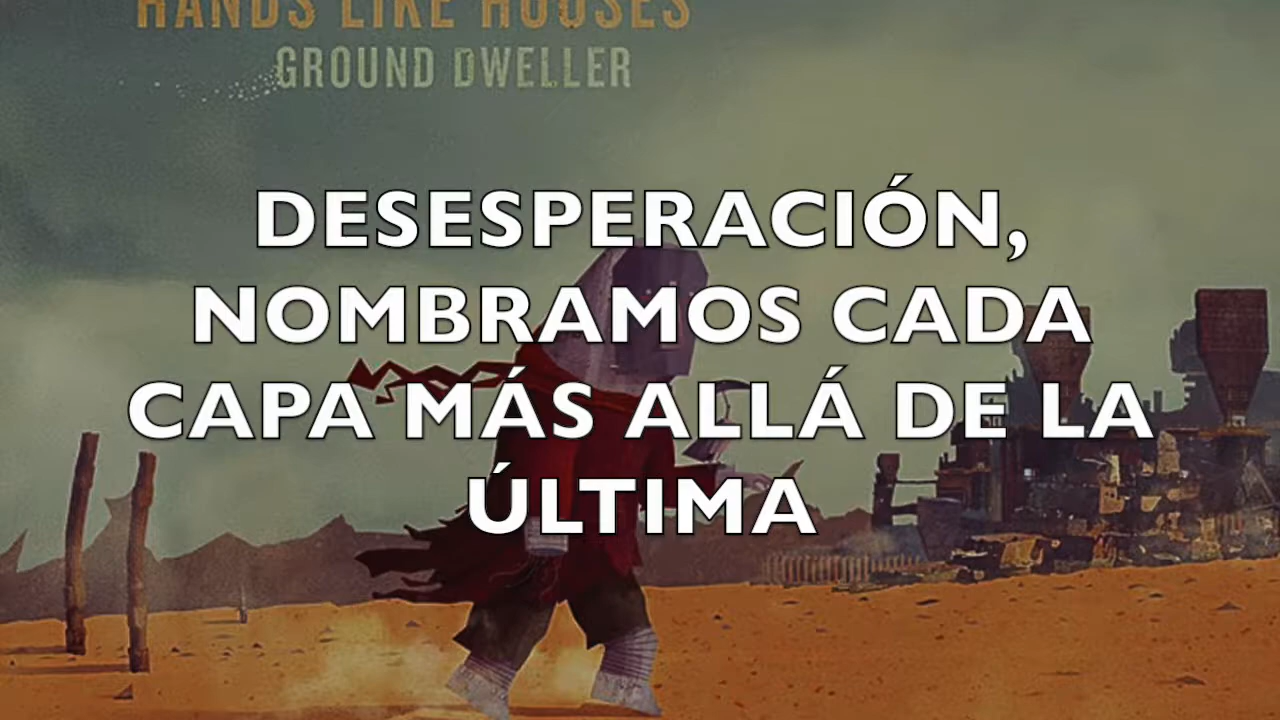 HANDS LIKE HOUSES
GROUND DWELLER
DESESPERACIÓN,
NOMBRAMOS CADA
CAPA MÁS ALLÁ DE LA
ÚLTIMA